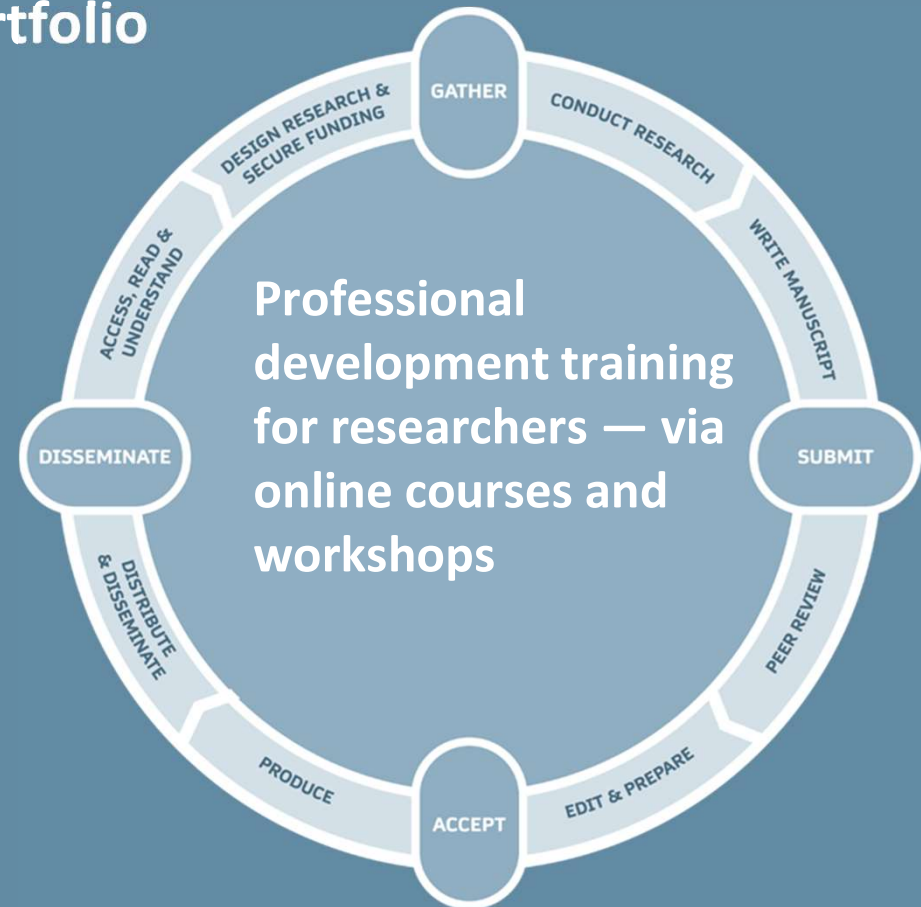 rtfolio
GATHER
CONDUCT RESEARCH
WRITE MANUSCRIPT
SUBMIT
PEER REVIEW
EDIT & PREPARE
ACCEPT
PRODUCE
DISTRIBUTE
& DISSEMINATE
DISSEMINATE
ACCESS, READ &
UNDERSTAND
DESIGN RESEARCH &
SECURE FUNDING
Professional
development training
for researchers — via
online courses and
workshops